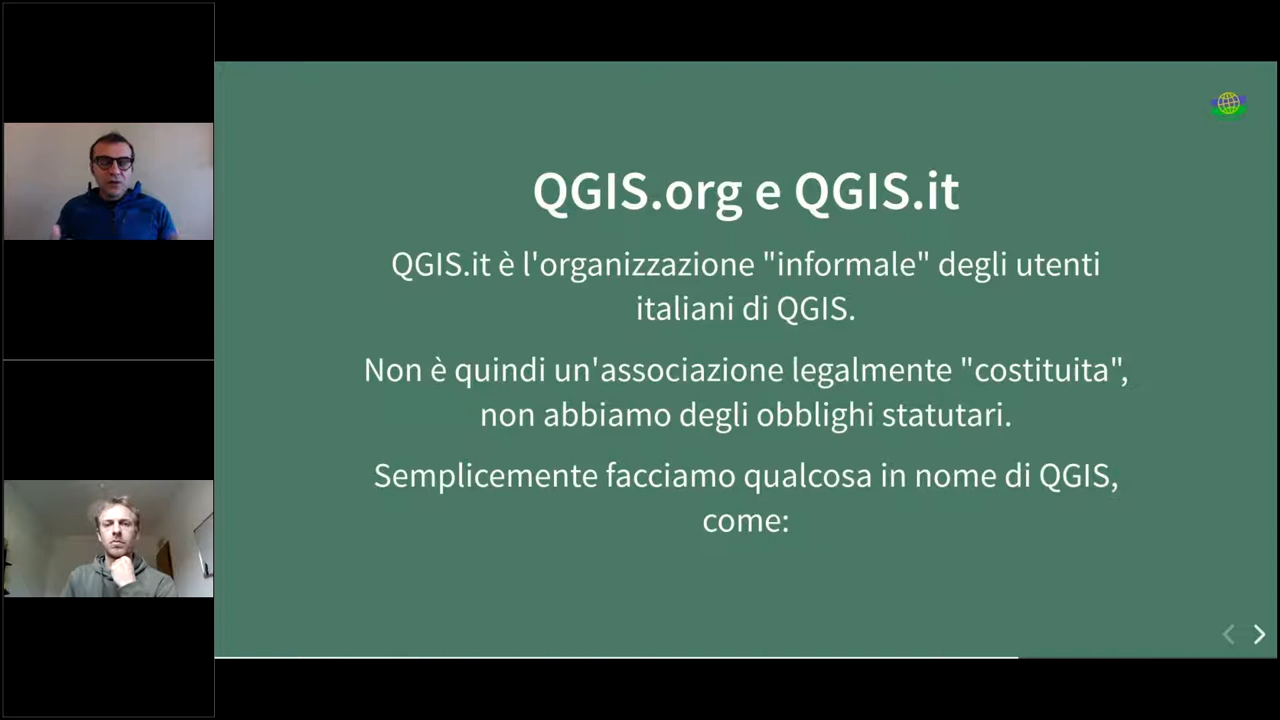 QGIS.org e QGIS.it
QGIS.it è l'organizzazione "informale" degli utenti
italiani di QGIS.
Non è quindi un'associazione legalmente "costituita",
non abbiamo degli obblighi statutari.
Semplicemente facciamo qualcosa in nome di QGIS,
come: